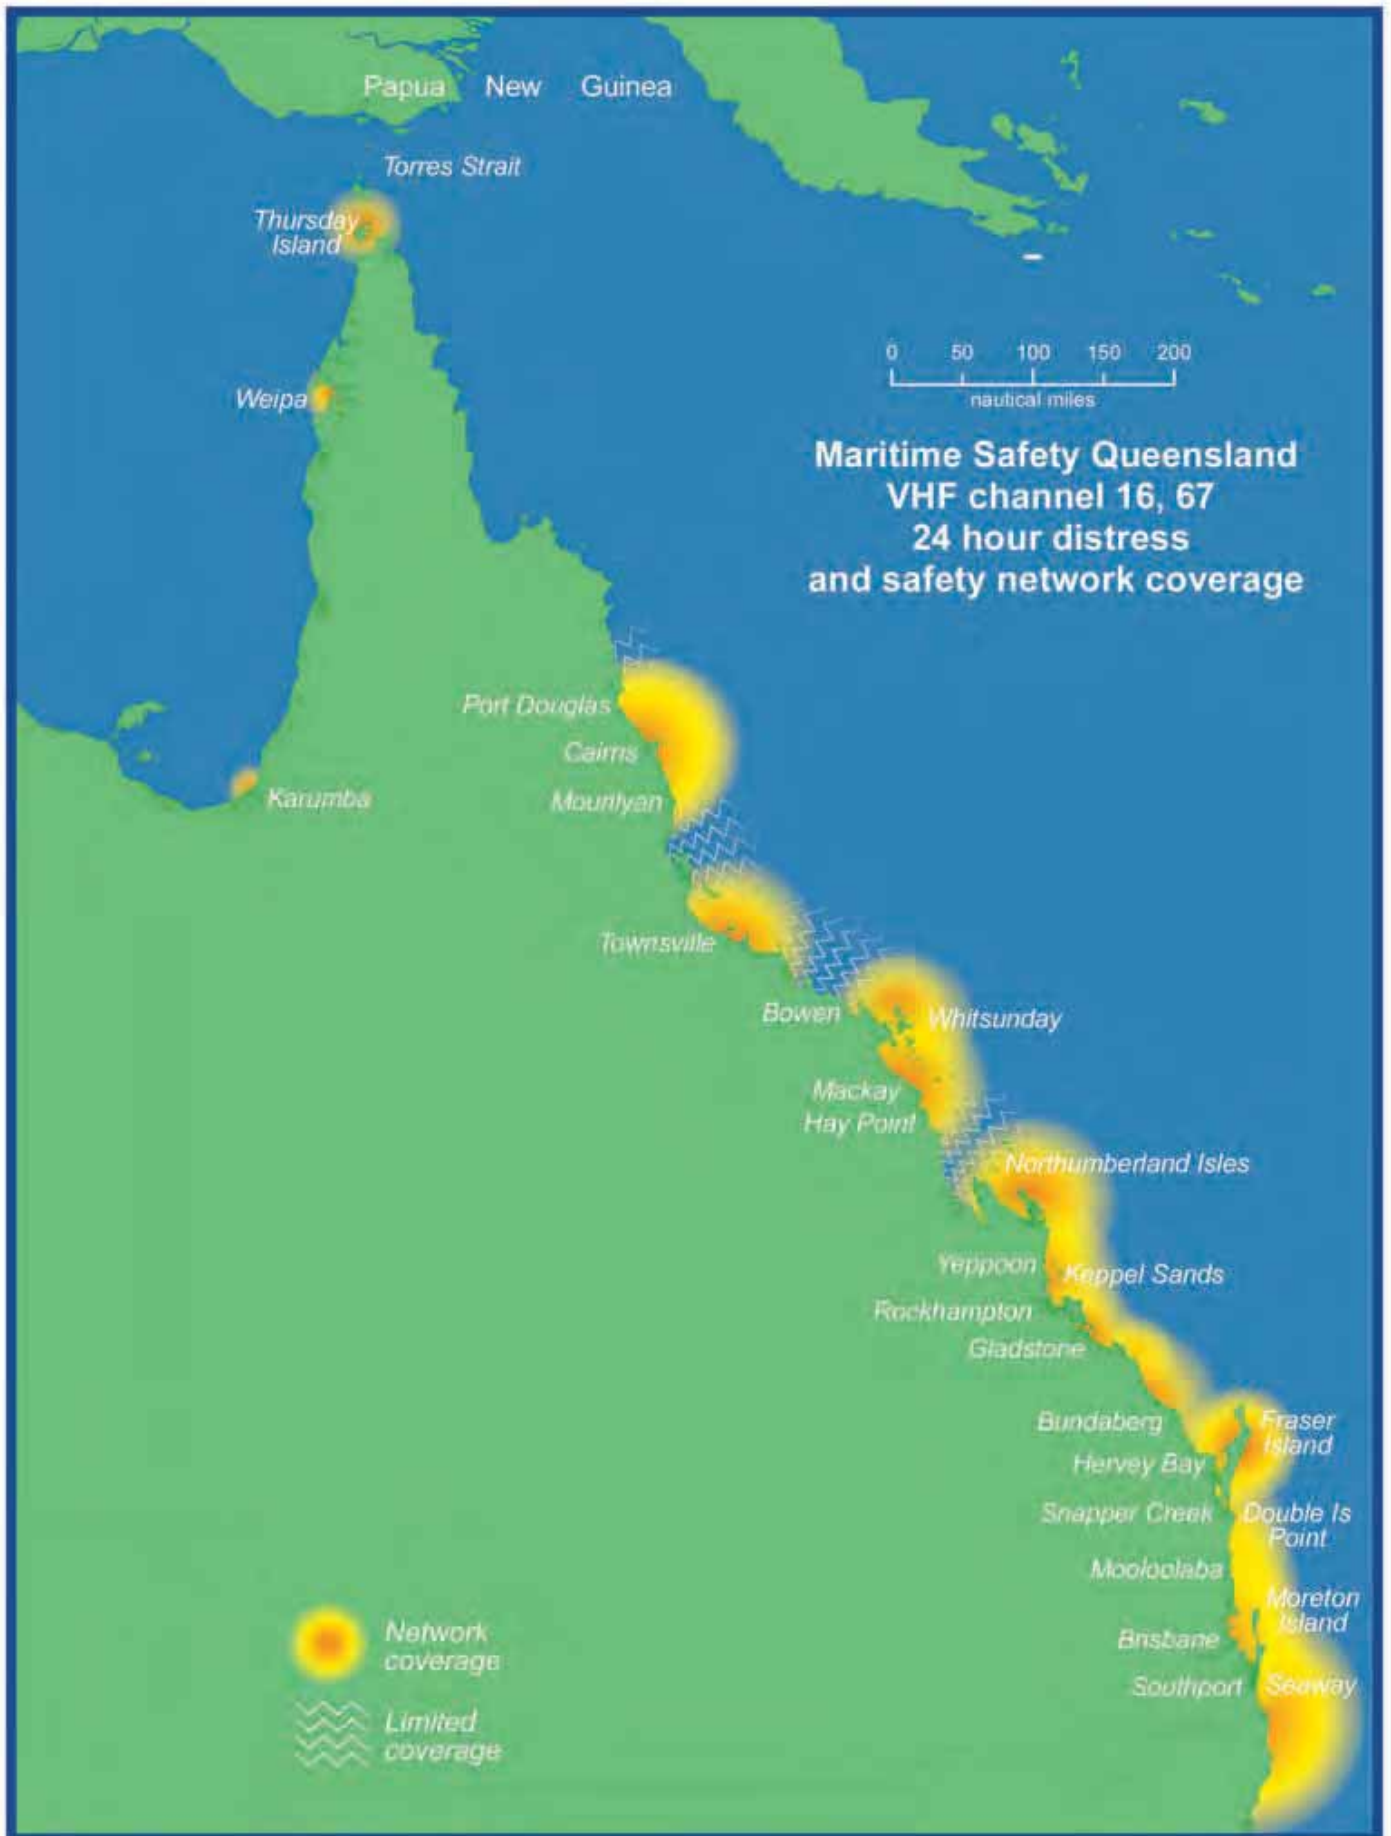 Papua New Guinea
Torres Strait
Thursday
Island
0 50 100 150 200
nautical miles
Weipa
Maritime Safety Queensland
VHF channel 16, 67
24 hour distress
and safety network coverage
Port Douglas
Cairns
Karumba
Mourilyan
Townsville
Bowen
Whitsunday
Mackay
Hay Point
Northumberland Isles
Yeppoon
Keppel Sands
Rockhampton
Gladstone
Bundaberg
Fraser
Island
Hervey Bay
Snapper Creek
Double Is
Point
Mooloolaba
Moreton
Island
Brisbane
Southport
Seaway
Network
coverage
Limited
coverage